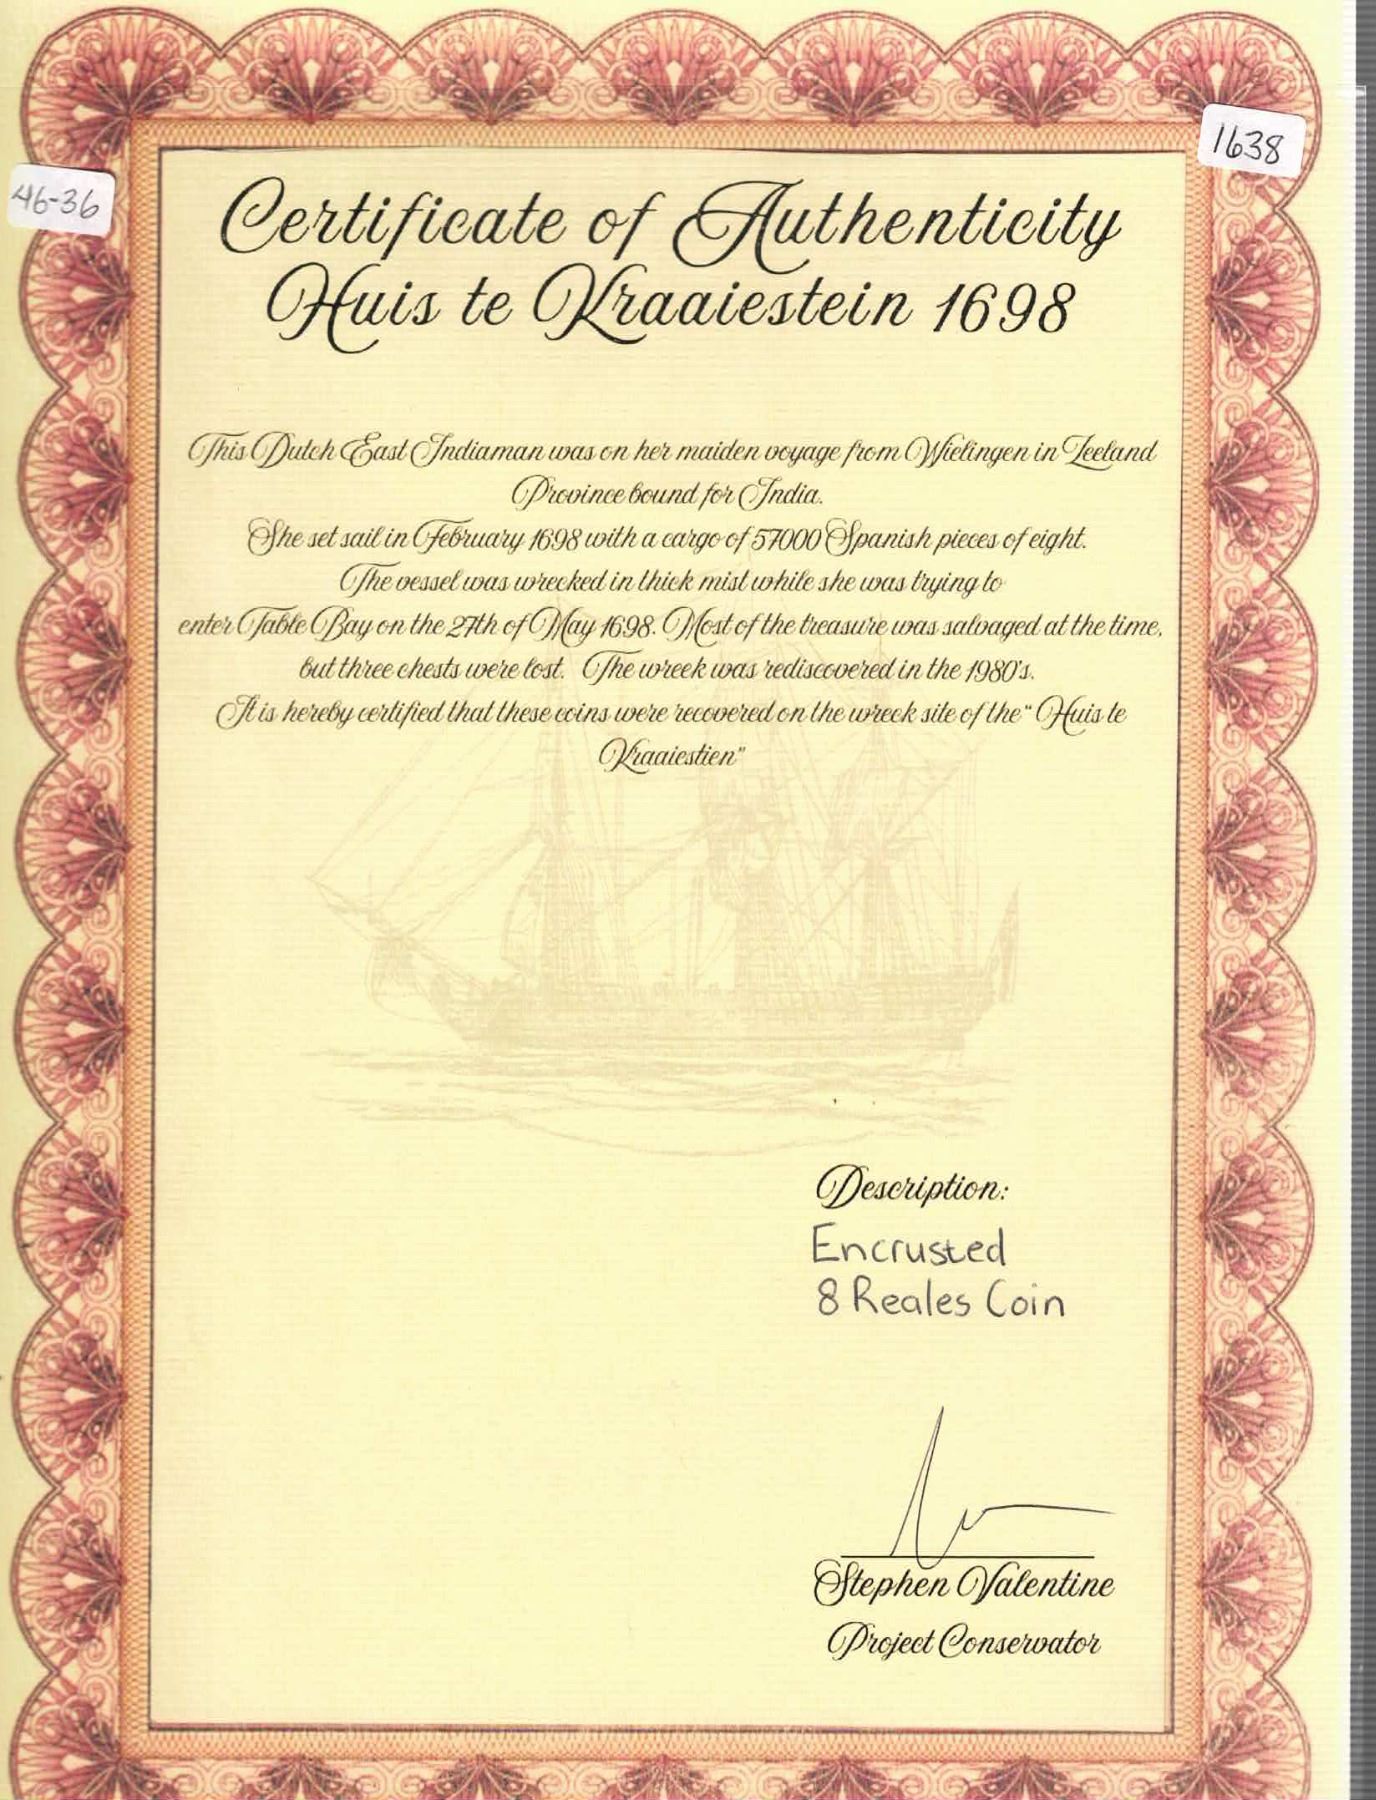 1638
46-36
Certificate of Authenticity
Huis te Kraaiestein 1698
This Dutch East Indiaman was on her maiden voyage from Wielingen in Zeeland
Province bound for India.
She set sail in February 1698 with a cargo of 57000 Spanish pieces of eight.
The vessel was wrecked in thick mist while she was trying to
enter Table Bay on the 27th of May 1698. Most of the treasure was salvaged at the time,
but three chests were lost. The wreck was rediscovered in the 1980's.
It is hereby certified that these coins were recovered on the wreck site of the “ Huis te
Kraaiestien”
Description:
Encrusted
8 Reales Coin
Stephen Valentine
Project Conservator